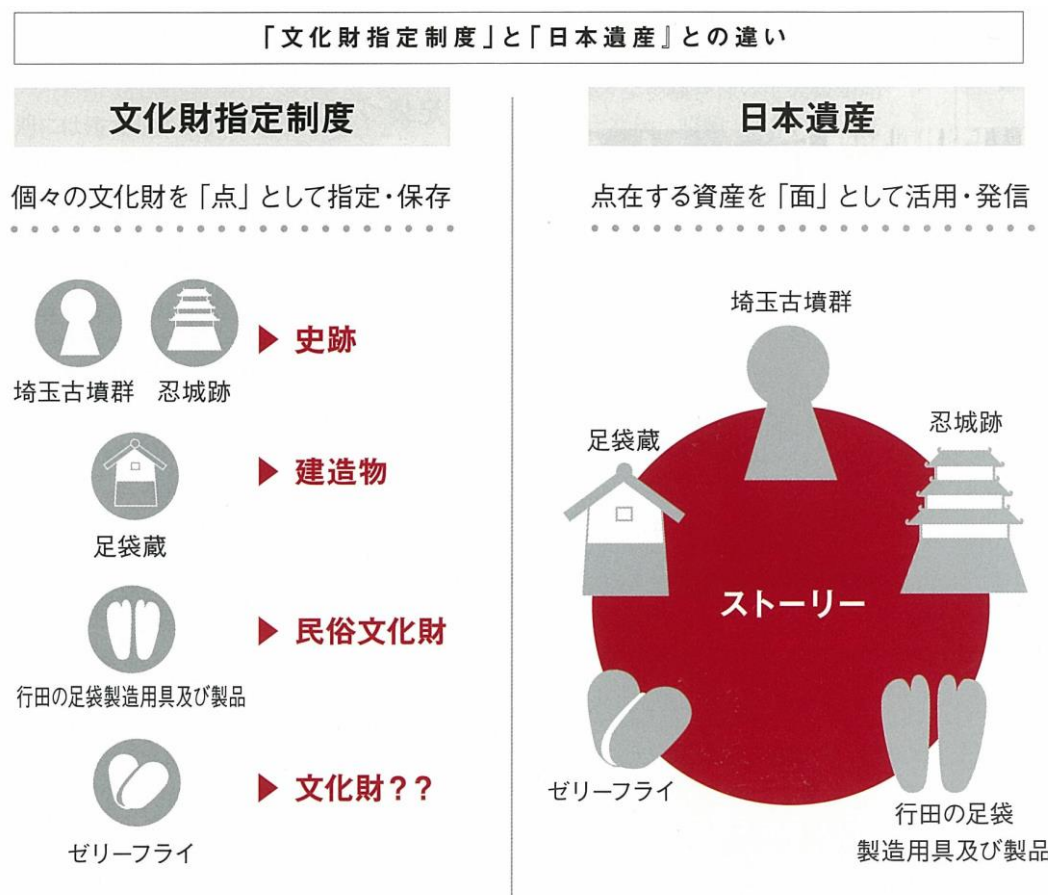 「文化財指定制度」と「日本遺産』との違い
文化財指定制度
個々の文化財を「点」として指定・保存
埼玉古墳群
忍城跡
▶ 史跡
足袋蔵
▶ 建造物
行田の足袋製造用具及び製品
▶ 民俗文化財
ゼリーフライ
▶ 文化財??
日本遺産
点在する資産を「面」として活用・発信
埼玉古墳群
足袋蔵
忍城跡
ストーリー
ゼリーフライ
行田の足袋
製造用具及び製品